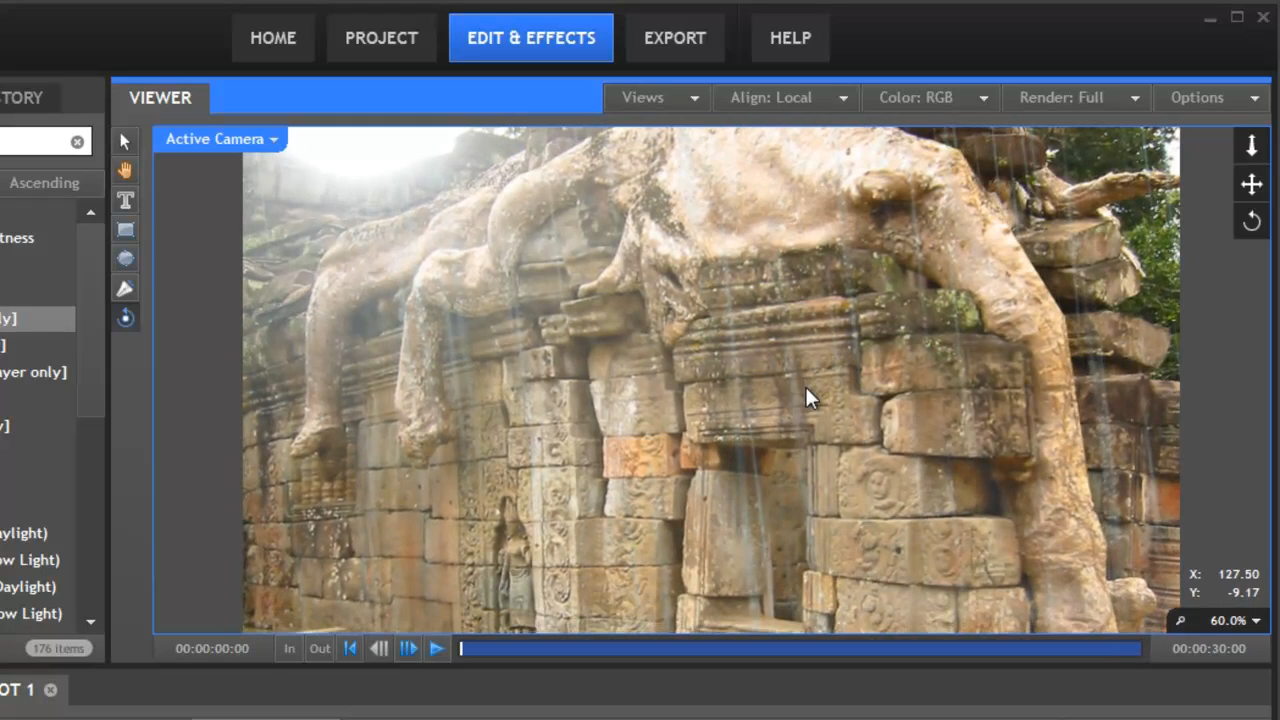 HOME PROJECT EDIT & EFFECTS EXPORT HELP
TORY VIEWER Views Align: Local Color: RGB Render: Full Options
Active Camera
T
Ascending
tness
ly]
]
ayer only]
y]
aylight)
ow Light)
Daylight)
ow Light)
X: 127.50
Y: -9.17
60.0%
176 items 00:00:00:00 In Out 00:00:30:00
OT 1